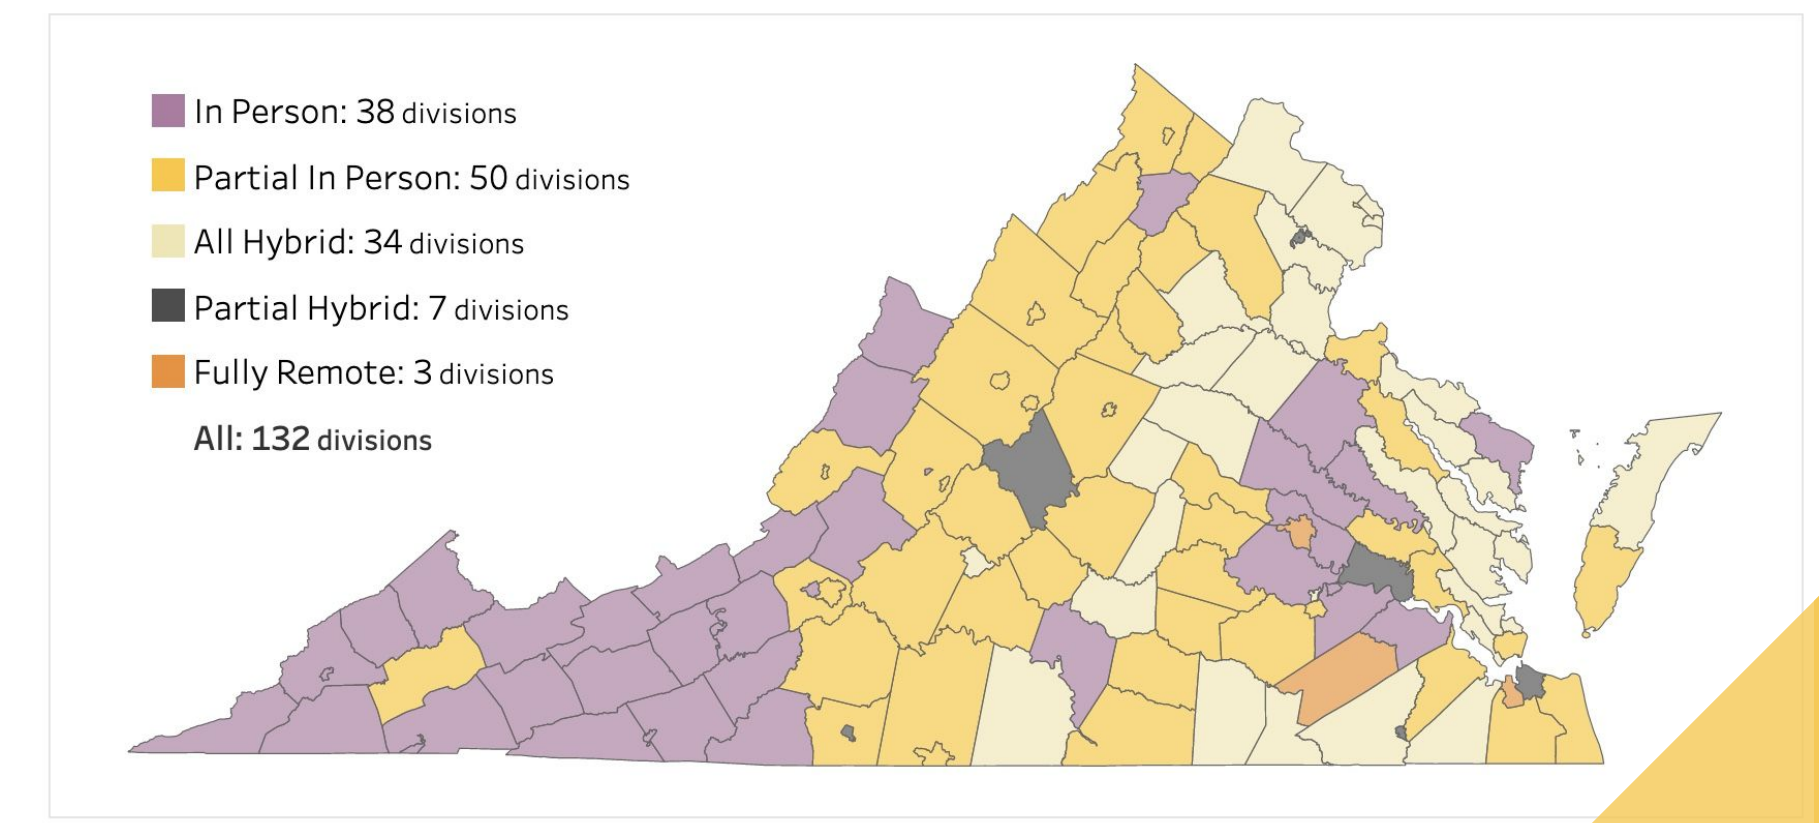 In Person: 38 divisions
Partial In Person: 50 divisions
All Hybrid: 34 divisions
Partial Hybrid: 7 divisions
Fully Remote: 3 divisions
All: 132 divisions